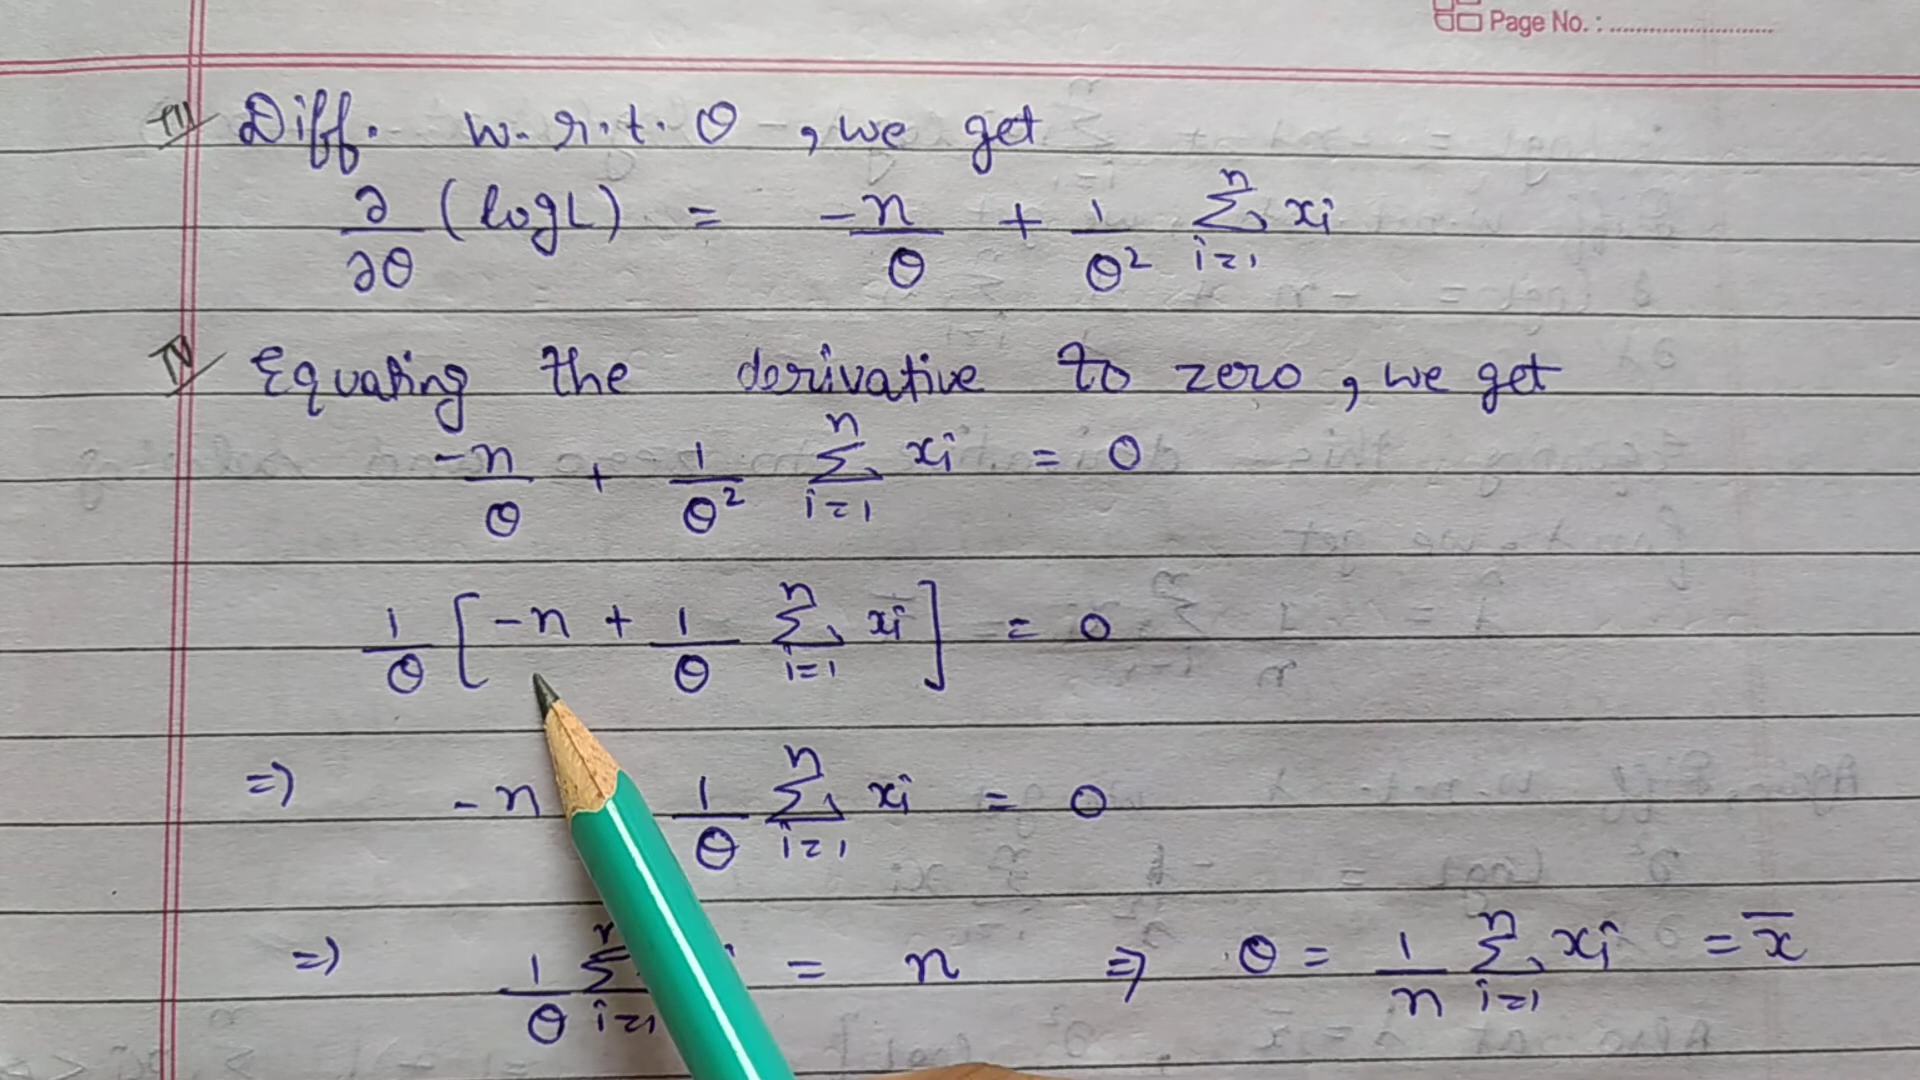 Page No. :
III Diff. w.r.t. θ , we get
∂/∂θ (log L) = -n/θ + 1/θ² Σ_{i=1}^{n} xi
IV Equating the derivative to zero, we get
-n/θ + 1/θ² Σ_{i=1}^{n} xi = 0
1/θ [ -n + 1/θ Σ_{i=1}^{n} xi ] = 0
⇒ -n 1/θ Σ_{i=1}^{n} xi = 0
⇒ 1/θ Σ_{i=1}^{n} = n ⇒ θ = 1/n Σ_{i=1}^{n} xi = x̄